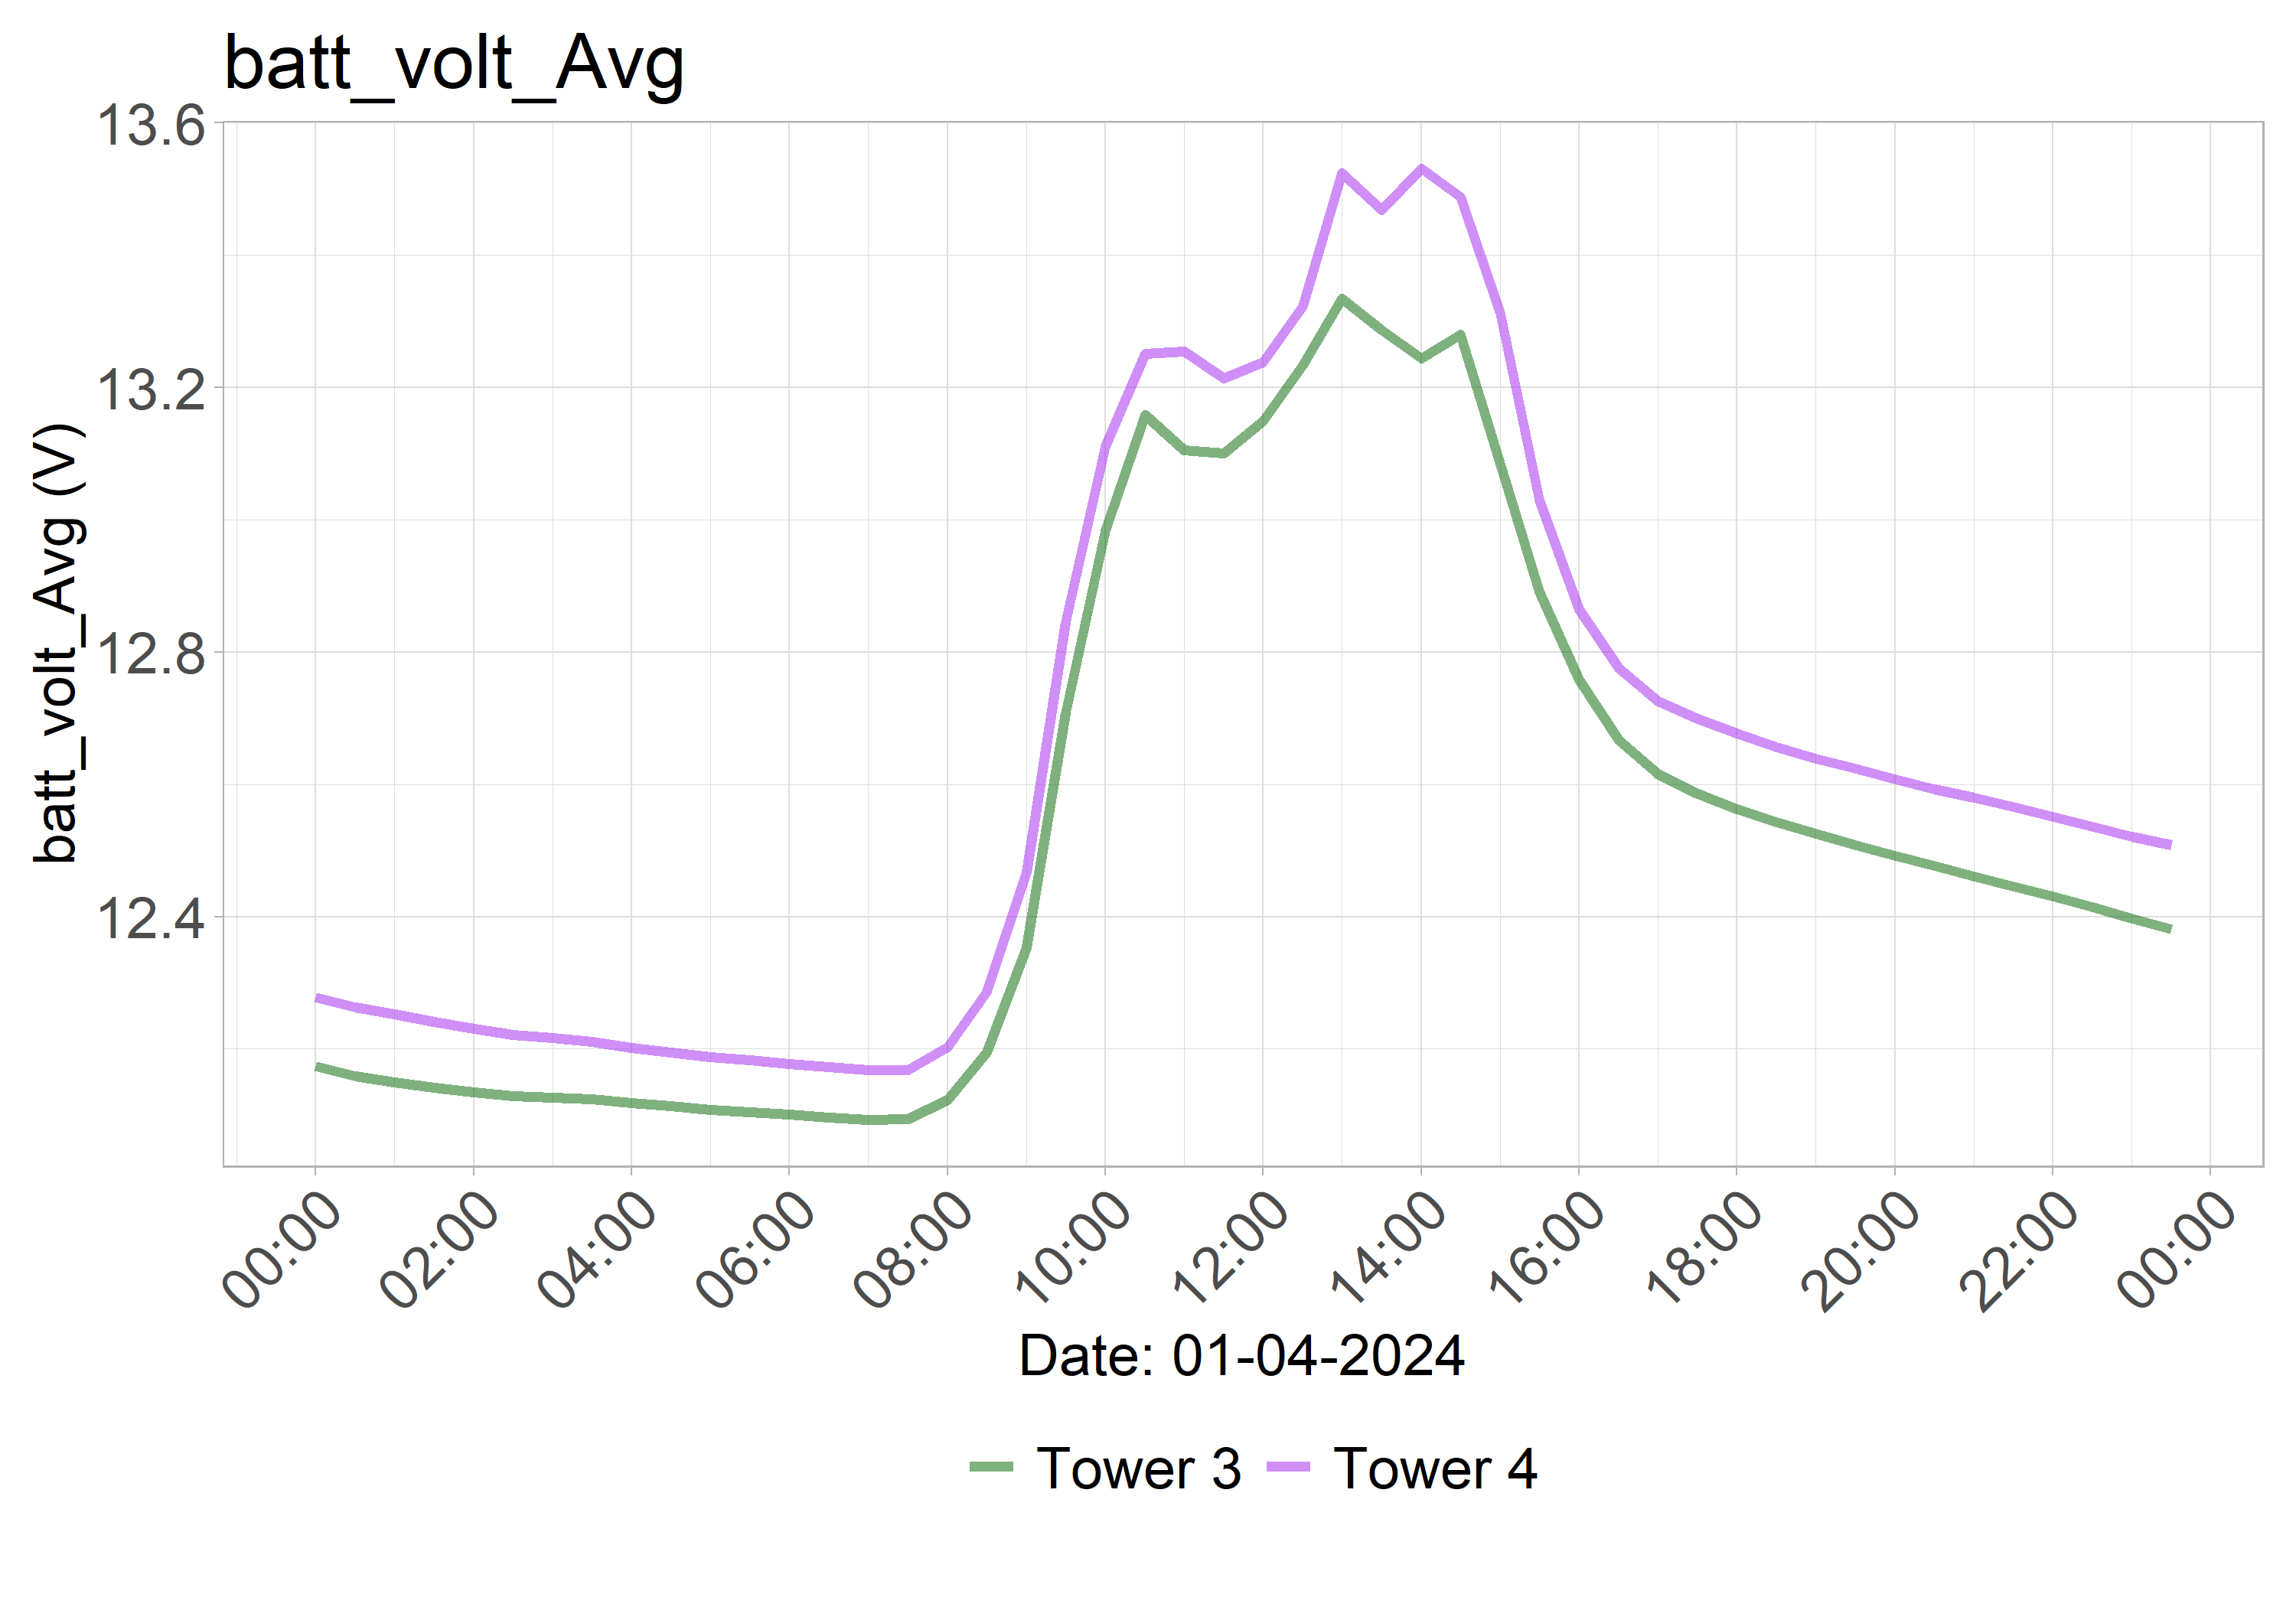 batt_volt_Avg
batt_volt_Avg (V)
13.6
13.2
12.8
12.4
00:00 02:00 04:00 06:00 08:00 10:00 12:00 14:00 16:00 18:00 20:00 22:00 00:00
Date: 01-04-2024
Tower 3 Tower 4